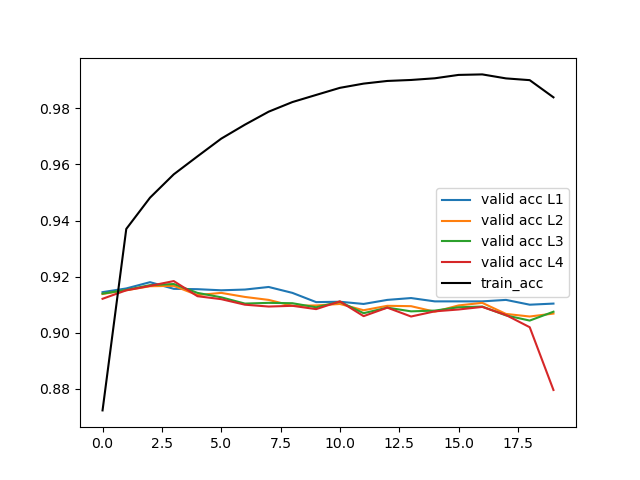 0.98
0.96
0.94
0.92
0.90
0.88
valid acc L1
valid acc L2
valid acc L3
valid acc L4
train_acc
0.0 2.5 5.0 7.5 10.0 12.5 15.0 17.5